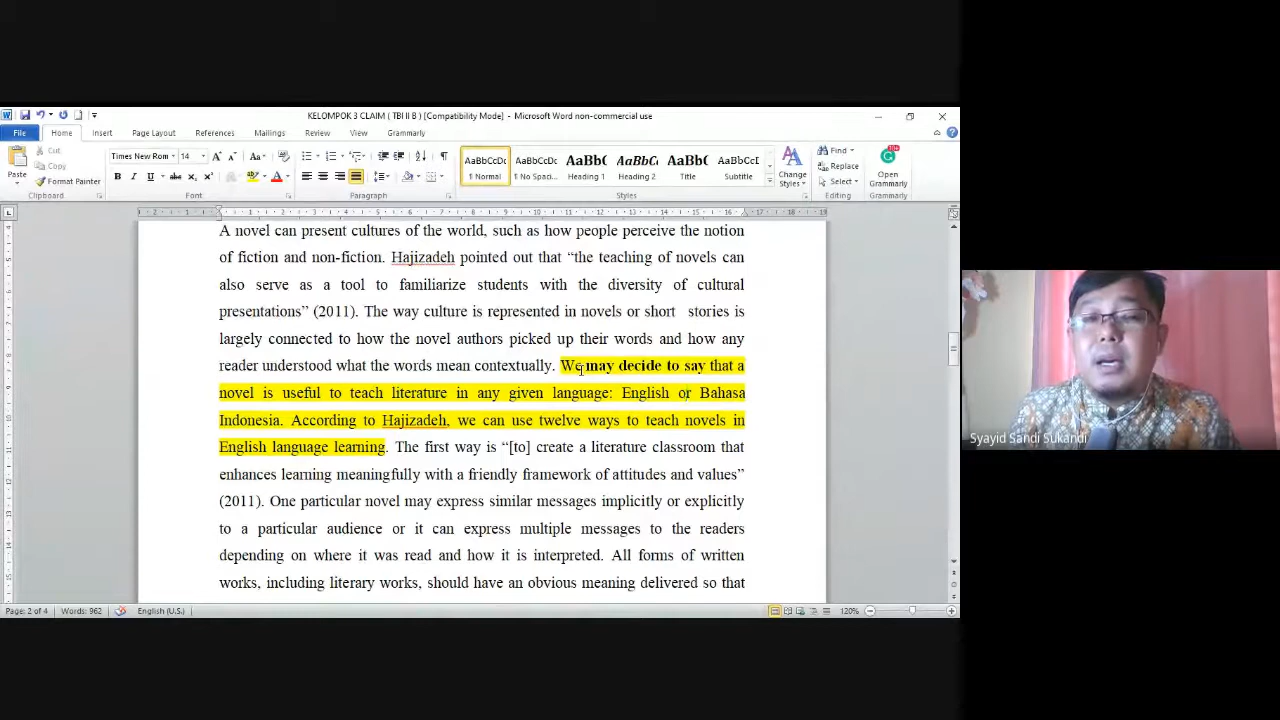 KELOMPOK 3 CLAIM ( TBI II B ) [Compatibility Mode] - Microsoft Word non-commercial use
File Home Insert Page Layout References Mailings Review View Grammarly
Paste
Cut
Copy
Format Painter
Clipboard
Times New Rom 14
Aa
B I U abc x₂ x²
Font
Paragraph
AaBbCcDc AaBbCcDc AaBbC AaBbCc AaBbC AaBbCcI
1 Normal 1 No Spaci... Heading 1 Heading 2 Title Subtitle
Styles
Change
Styles
Find
Replace
Select
Editing
Open
Grammarly
Grammarly
A novel can present cultures of the world, such as how people perceive the notion
of fiction and non-fiction. Hajizadeh pointed out that “the teaching of novels can
also serve as a tool to familiarize students with the diversity of cultural
presentations” (2011). The way culture is represented in novels or short stories is
largely connected to how the novel authors picked up their words and how any
reader understood what the words mean contextually. We may decide to say that a
novel is useful to teach literature in any given language: English or Bahasa
Indonesia. According to Hajizadeh, we can use twelve ways to teach novels in
English language learning. The first way is “[to] create a literature classroom that
enhances learning meaningfully with a friendly framework of attitudes and values”
(2011). One particular novel may express similar messages implicitly or explicitly
to a particular audience or it can express multiple messages to the readers
depending on where it was read and how it is interpreted. All forms of written
works, including literary works, should have an obvious meaning delivered so that
Page: 2 of 4 Words: 962 English (U.S.) 120%
Syayid Sandi Sukandi